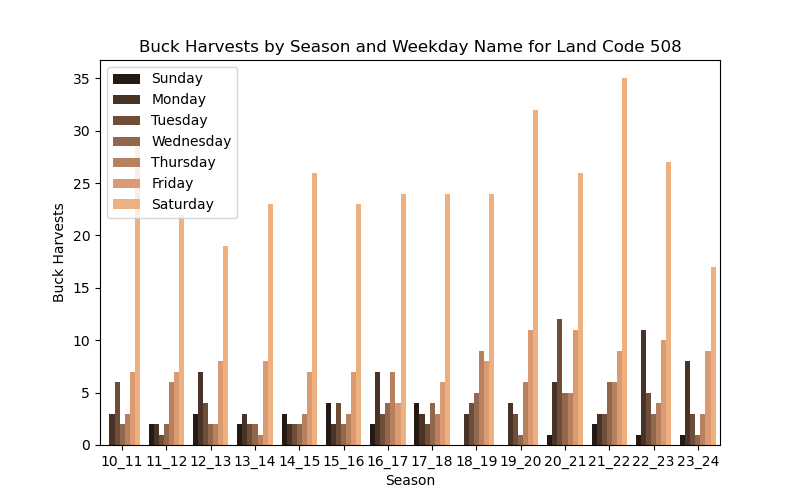 Buck Harvests by Season and Weekday Name for Land Code 508
Sunday
Monday
Tuesday
Wednesday
Thursday
Friday
Saturday
35
30
25
20
15
10
5
0
Buck Harvests
10_11 11_12 12_13 13_14 14_15 15_16 16_17 17_18 18_19 19_20 20_21 21_22 22_23 23_24
Season